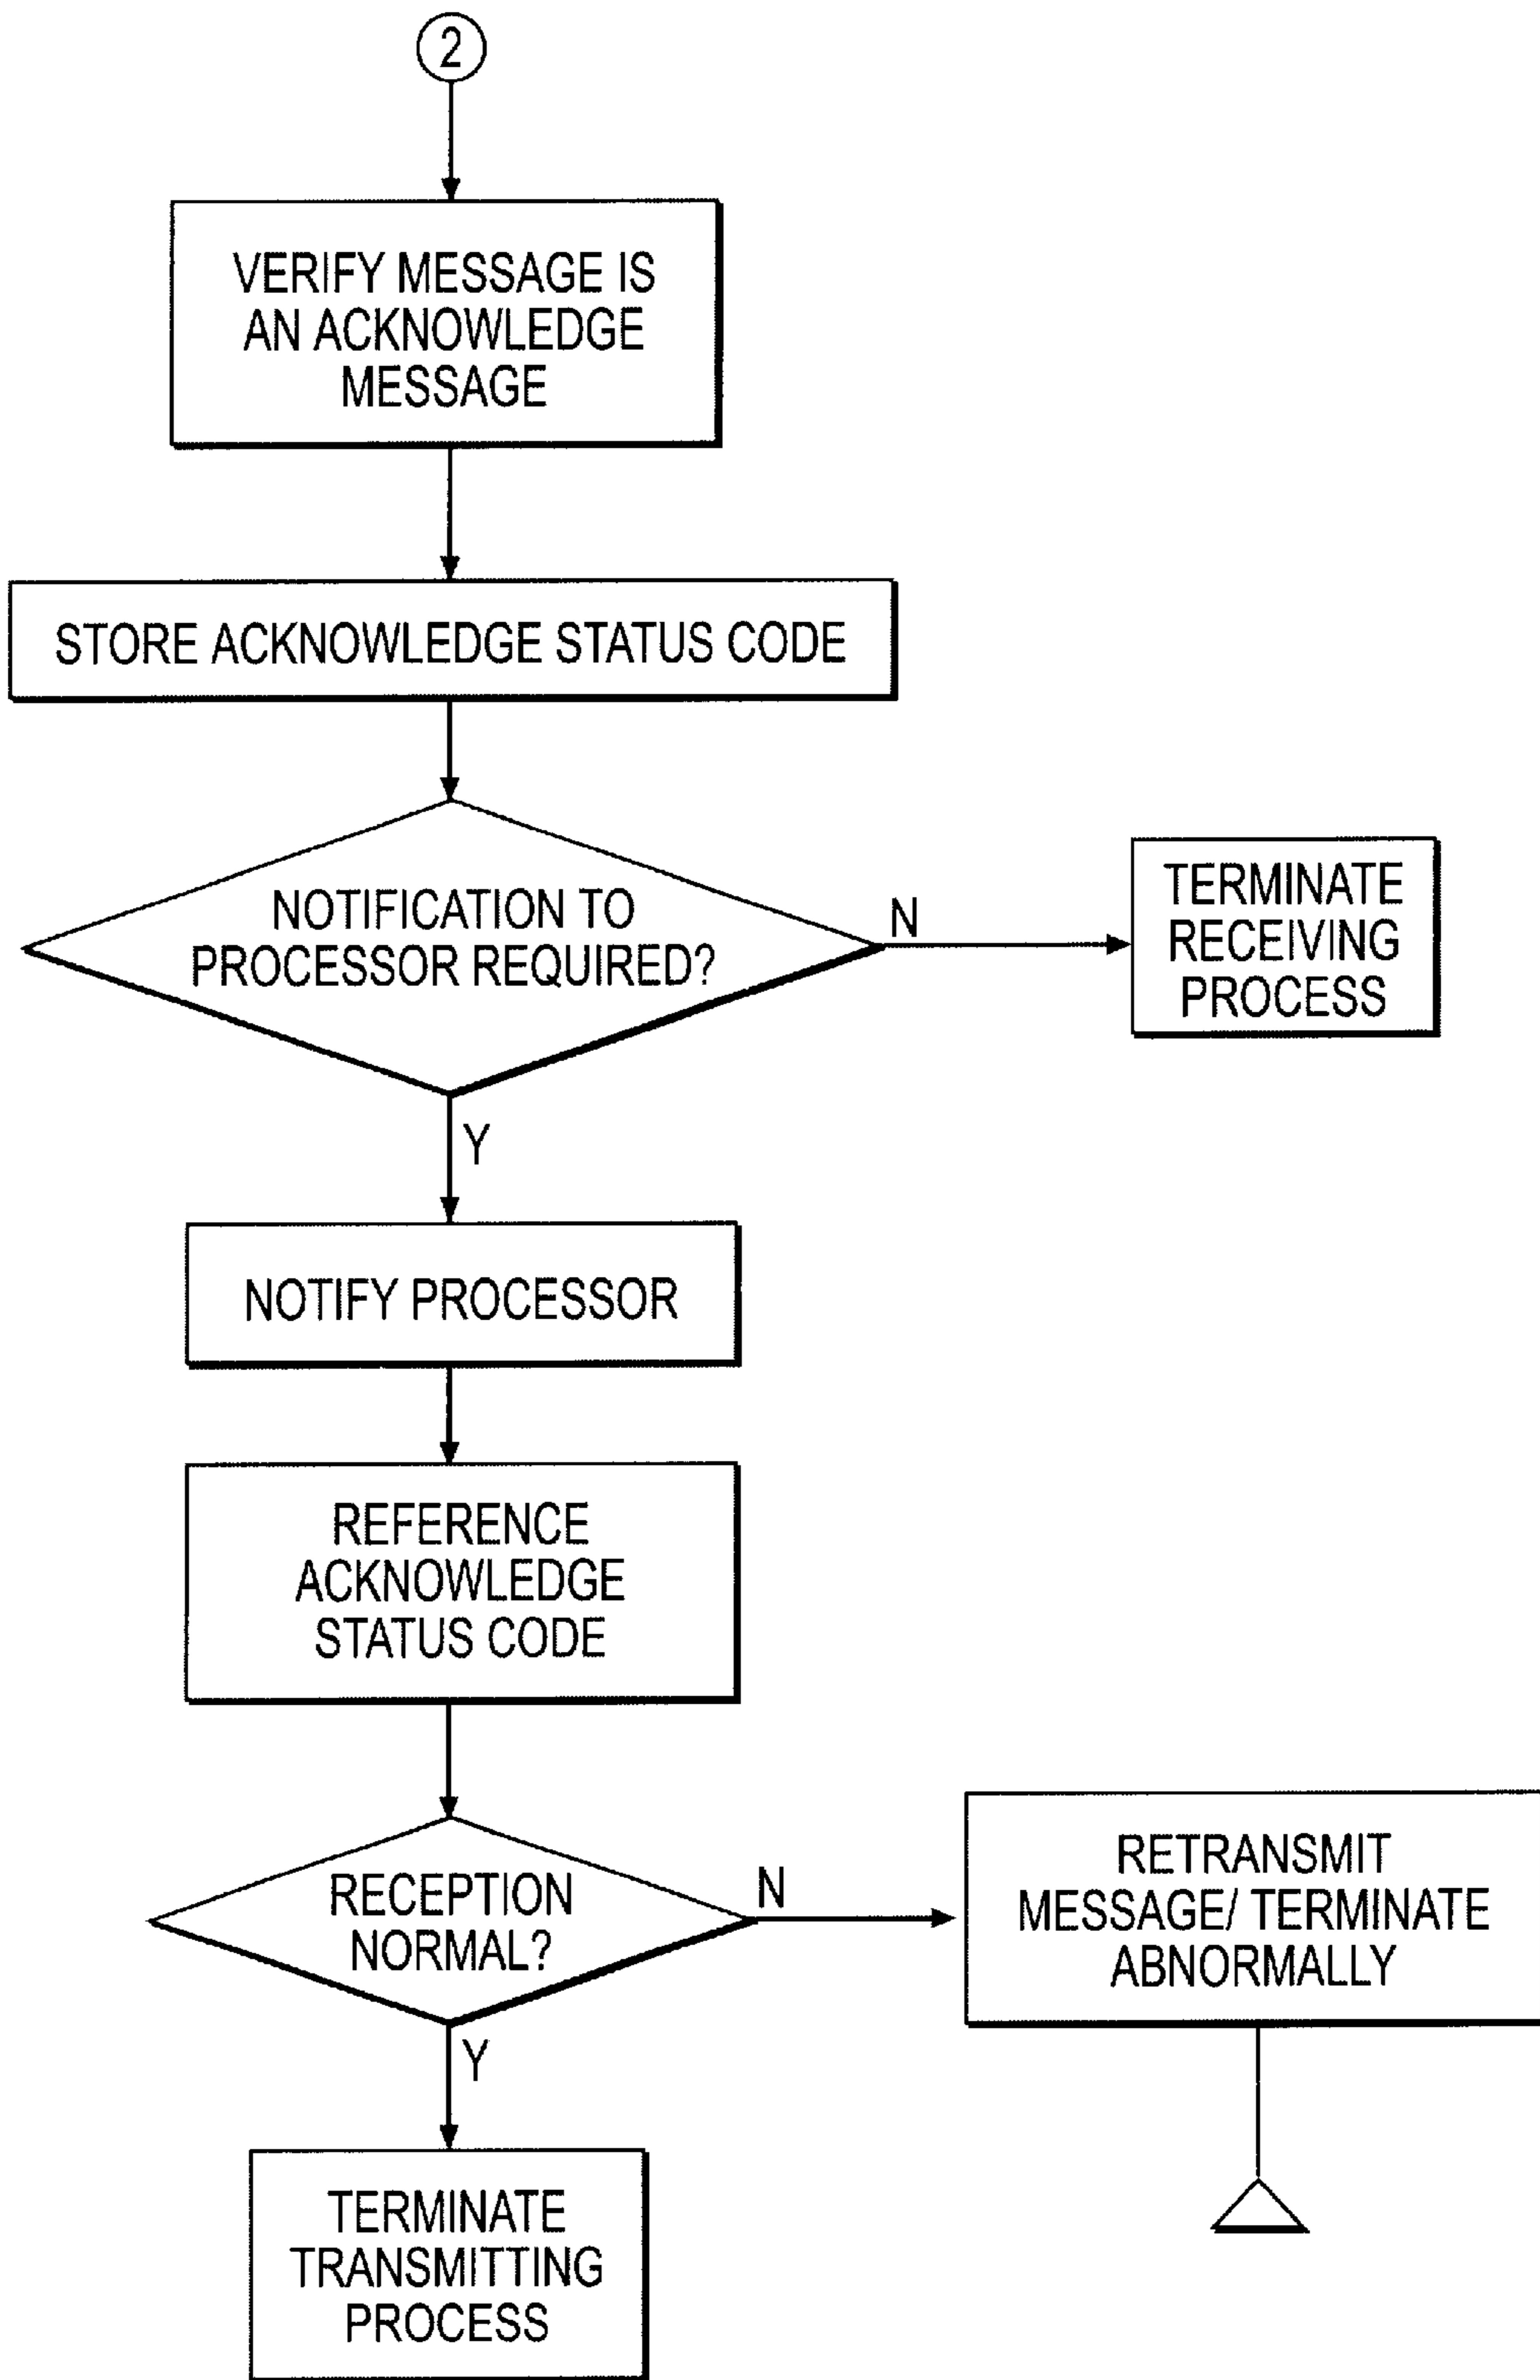 2
VERIFY MESSAGE IS
AN ACKNOWLEDGE
MESSAGE
STORE ACKNOWLEDGE STATUS CODE
NOTIFICATION TO
PROCESSOR REQUIRED?
N
TERMINATE
RECEIVING
PROCESS
Y
NOTIFY PROCESSOR
REFERENCE
ACKNOWLEDGE
STATUS CODE
RECEPTION
NORMAL?
N
RETRANSMIT
MESSAGE/ TERMINATE
ABNORMALLY
Y
TERMINATE
TRANSMITTING
PROCESS